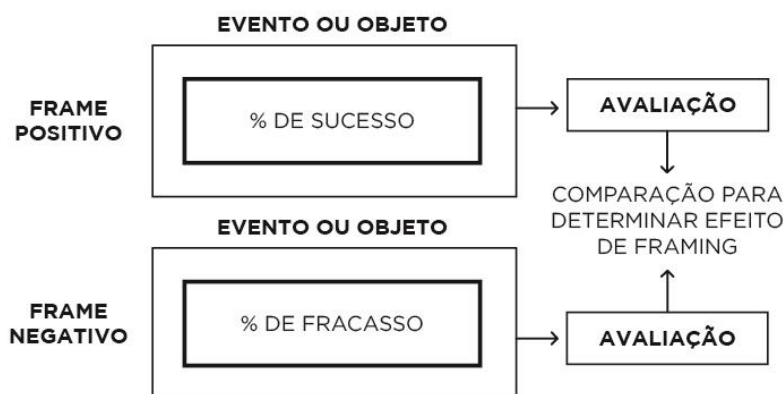 EVENTO OU OBJETO
FRAME
POSITIVO
% DE SUCESSO
AVALIAÇÃO
COMPARAÇÃO PARA
DETERMINAR EFEITO
DE FRAMING
EVENTO OU OBJETO
FRAME
NEGATIVO
% DE FRACASSO
AVALIAÇÃO